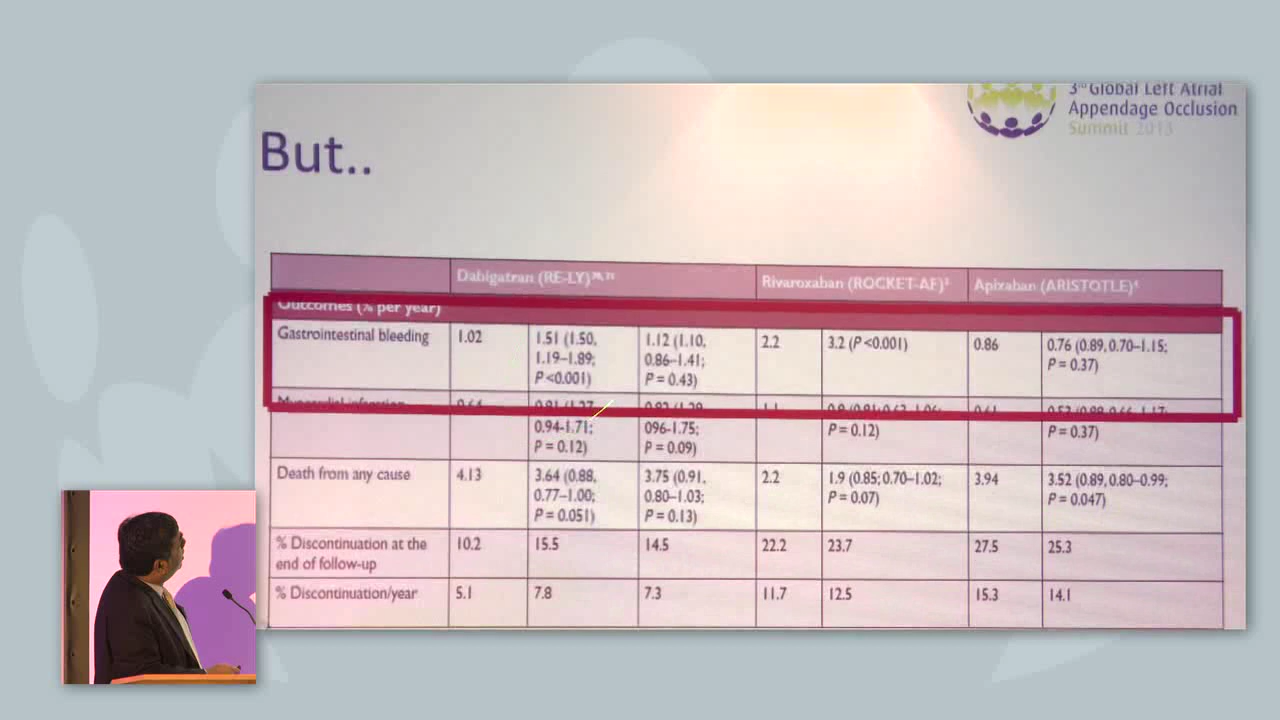 3rd Global Left Atrial
Appendage Occlusion
Summit 2013
But..
Dabigatran (RE-LY)
Rivaroxaban (ROCKET-AF)³
Apixaban (ARISTOTLE)⁴
Outcomes (% per year)
Gastrointestinal bleeding
1.02
1.51 (1.50,
1.19–1.89;
P <0.001)
1.12 (1.10,
0.86–1.41;
P = 0.43)
2.2
3.2 (P <0.001)
0.86
0.76 (0.89, 0.70–1.15;
P = 0.37)
Myocardial infarction
0.94-1.71;
P = 0.12)
096-1.75;
P = 0.09)
P = 0.12)
P = 0.37)
Death from any cause
4.13
3.64 (0.88,
0.77–1.00;
P = 0.051)
3.75 (0.91,
0.80–1.03;
P = 0.13)
2.2
1.9 (0.85; 0.70–1.02;
P = 0.07)
3.94
3.52 (0.89, 0.80–0.99;
P = 0.047)
% Discontinuation at the
end of follow-up
10.2
15.5
14.5
22.2
23.7
27.5
25.3
% Discontinuation/year
5.1
7.8
7.3
11.7
12.5
15.3
14.1